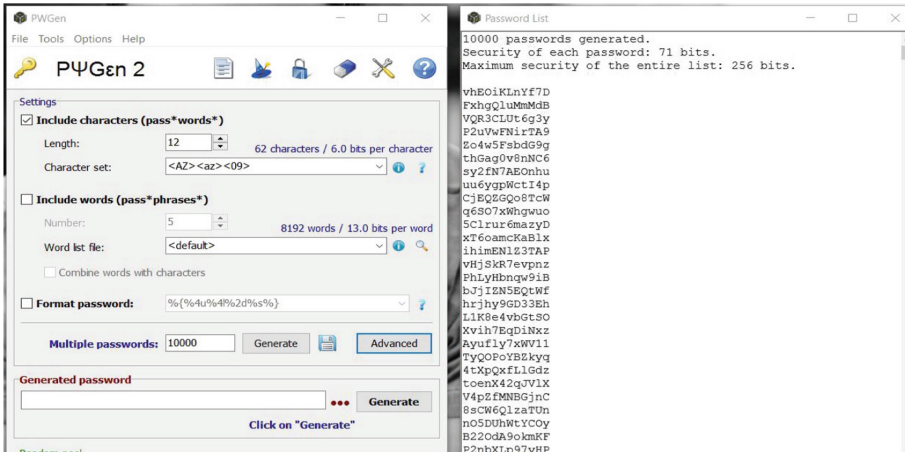 PWGen
File Tools Options Help
PΨGεn 2
Settings
Include characters (pass*words*)
Length:
12
62 characters / 6.0 bits per character
Character set:
<AZ><az><09>
Include words (pass*phrases*)
Number:
5
8192 words / 13.0 bits per word
Word list file:
<default>
Combine words with characters
Format password:
%{%4u%4l%2d%s%}
Multiple passwords:
10000
Generate
Advanced
Generated password
Generate
Click on "Generate"
Password List
10000 passwords generated.
Security of each password: 71 bits.
Maximum security of the entire list: 256 bits.
vhEOiKLnYf7D
FxhgQluMmMdB
VQR3CLUt6g3y
P2uVwFNirTA9
Zo4w5FsbdG9g
thGag0v8nNC6
sy2fN7AEOnhu
uu6ygpWctI4p
CjEQZGQo8TcW
q6SO7xWhgwuo
5Clrur6mazyD
xT6oamcKaBlx
ihimENlZ3TAP
vHjSkR7evpnz
PhLyHbnqw9iB
bJjIZN5EQtWf
hrjhy9GD33Eh
L1K8e4vbGtSO
Xvih7EqDiNxz
Ayufly7xWV11
TyQOPoYBZkyq
4tXpQxfLlGdz
toenX42qJVlX
V4pZfMNBGjnC
8sCW6QlzaTUn
nO5DUhWtYCOy
B22OdA9okmKF
P2nbXLp97vHP